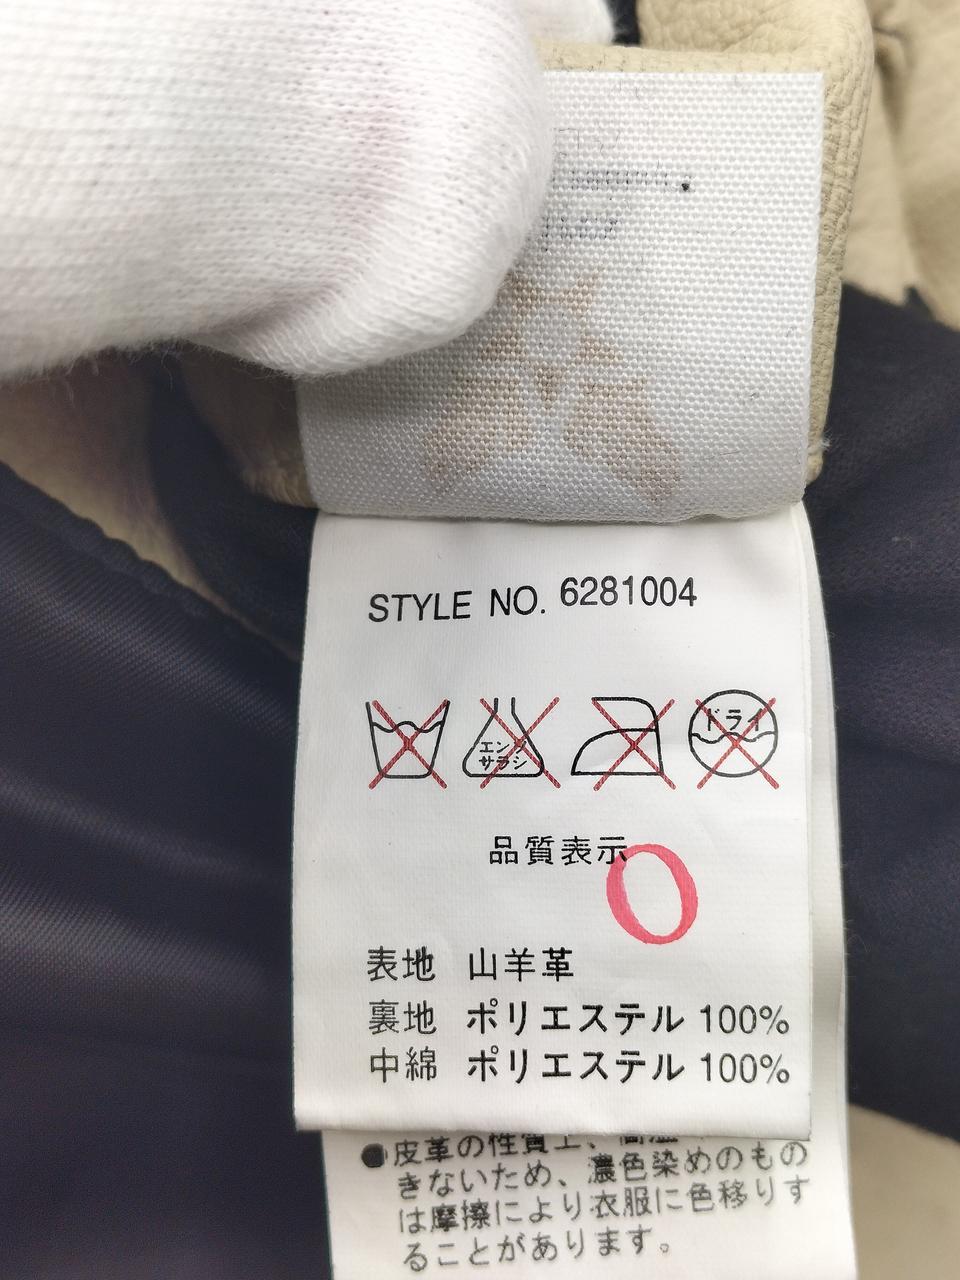 STYLE NO. 6281004
エンソ
サラシ
ドライ
品質表示
表地 山羊革
裏地 ポリエステル 100%
中綿 ポリエステル 100%
●皮革の性質上、高温
きないため、濃色染めのもの
は摩擦により衣服に色移りす
ることがあります。